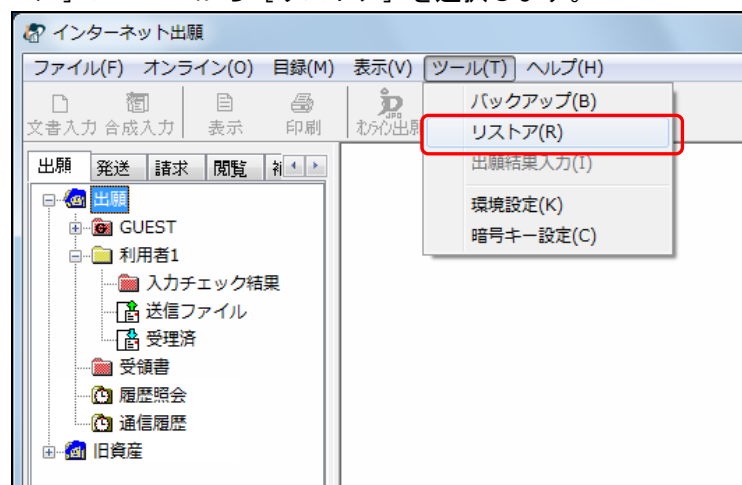 インターネット出願
ファイル(F) オンライン(O) 目録(M) 表示(V) ツール(T) ヘルプ(H)
文書入力 合成入力 表示 印刷
バックアップ(B)
リストア(R)
出願結果入力(I)
環境設定(K)
暗号キー設定(C)
出願 発送 請求 閲覧
出願
GUEST
利用者1
入力チェック結果
送信ファイル
受理済
受領書
履歴照会
通信履歴
旧資産